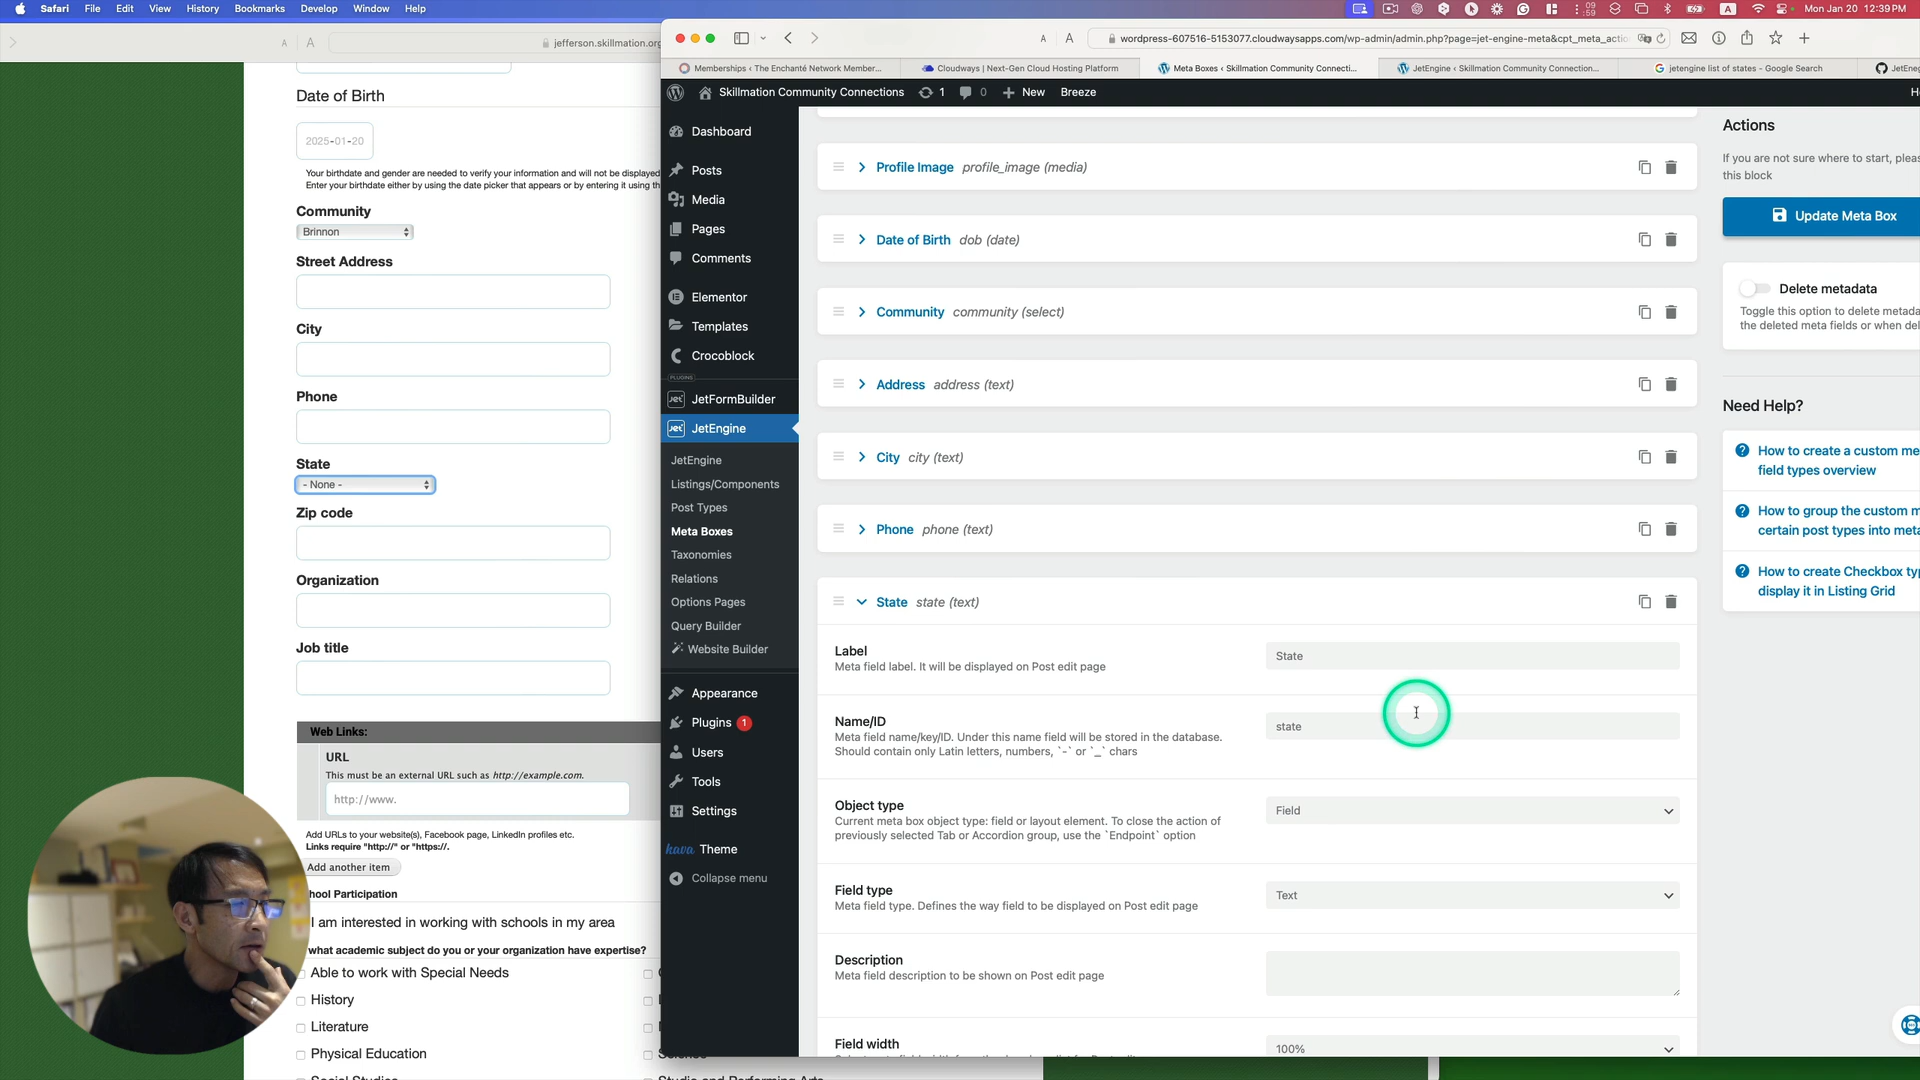 Safari File Edit View History Bookmarks Develop Window Help
09
59
A
Mon Jan 20 12:39 PM
A A
jefferson.skillmation.org
Date of Birth
2025-01-20
Your birthdate and gender are needed to verify your information and will not be displayed
Enter your birthdate either by using the date picker that appears or by entering it using th
Community
Brinnon
Street Address
City
Phone
State
- None -
Zip code
Organization
Job title
Web Links:
URL
This must be an external URL such as http://example.com.
http://www.
Add URLs to your website(s), Facebook page, LinkedIn profiles etc.
Links require "http://" or "https://.
Add another item
hool Participation
I am interested in working with schools in my area
what academic subject do you or your organization have expertise?
Able to work with Special Needs
History
Literature
Physical Education
Social Studies
Science
Studio and Performing Arts
A A
wordpress-607516-5153077.cloudwaysapps.com/wp-admin/admin.php?page=jet-engine-meta&cpt_meta_actio
Memberships ‹ The Enchanté Network Member...
Cloudways | Next-Gen Cloud Hosting Platform
Meta Boxes ‹ Skillmation Community Connecti...
JetEngine ‹ Skillmation Community Connection...
jetengine list of states - Google Search
JetEneg
Skillmation Community Connections 1 0 New Breeze
Dashboard
Posts
Media
Pages
Comments
Elementor
Templates
Crocoblock
PLUGINS
JetFormBuilder
JetEngine
JetEngine
Listings/Components
Post Types
Meta Boxes
Taxonomies
Relations
Options Pages
Query Builder
Website Builder
Appearance
Plugins 1
Users
Tools
Settings
kava Theme
Collapse menu
Profile Image profile_image (media)
Date of Birth dob (date)
Community community (select)
Address address (text)
City city (text)
Phone phone (text)
State state (text)
Label
Meta field label. It will be displayed on Post edit page
State
Name/ID
Meta field name/key/ID. Under this name field will be stored in the database.
Should contain only Latin letters, numbers, `-` or `_` chars
state
Object type
Current meta box object type: field or layout element. To close the action of
previously selected Tab or Accordion group, use the `Endpoint` option
Field
Field type
Meta field type. Defines the way field to be displayed on Post edit page
Text
Description
Meta field description to be shown on Post edit page
Field width
100%
Actions
If you are not sure where to start, pleas
this block
Update Meta Box
Delete metadata
Toggle this option to delete metada
the deleted meta fields or when del
Need Help?
How to create a custom me
field types overview
How to group the custom m
certain post types into meta
How to create Checkbox typ
display it in Listing Grid